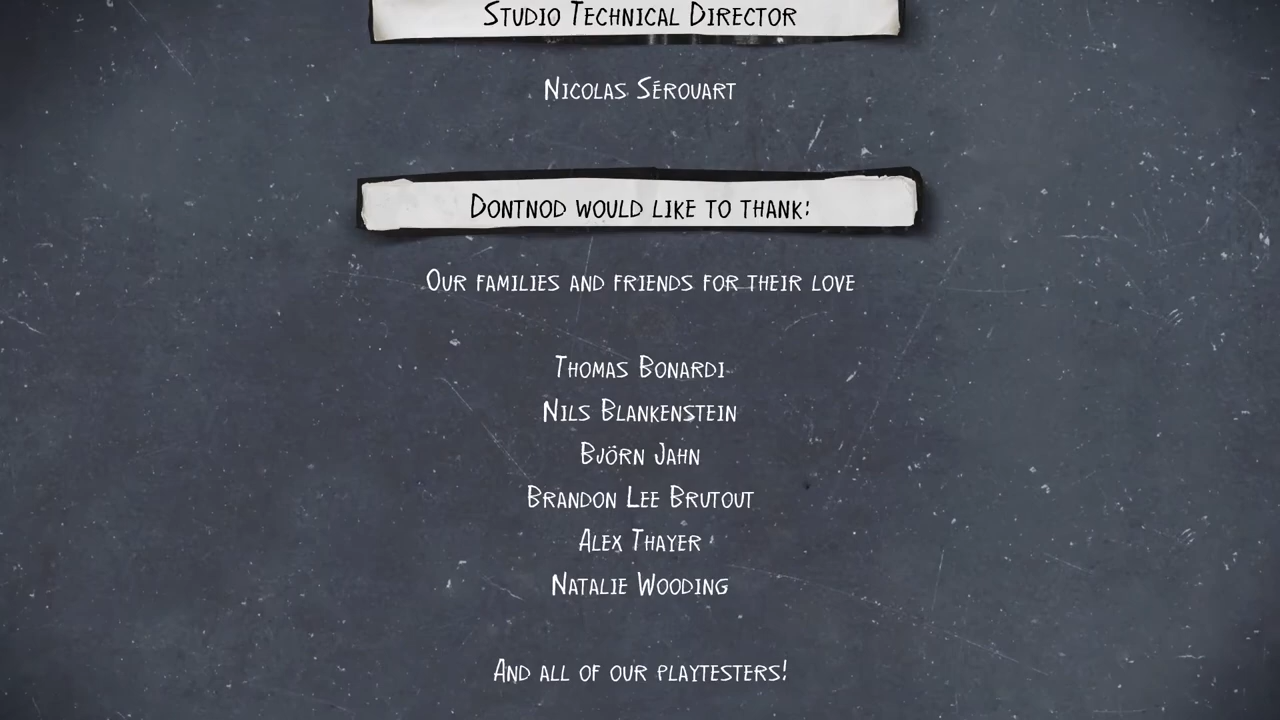 Studio Technical Director
Nicolas Sérouart
Dontnod would like to thank:
Our families and friends for their love
Thomas Bonardi
Nils Blankenstein
Björn Jahn
Brandon Lee Brutout
Alex Thayer
Natalie Wooding
And all of our playtesters!